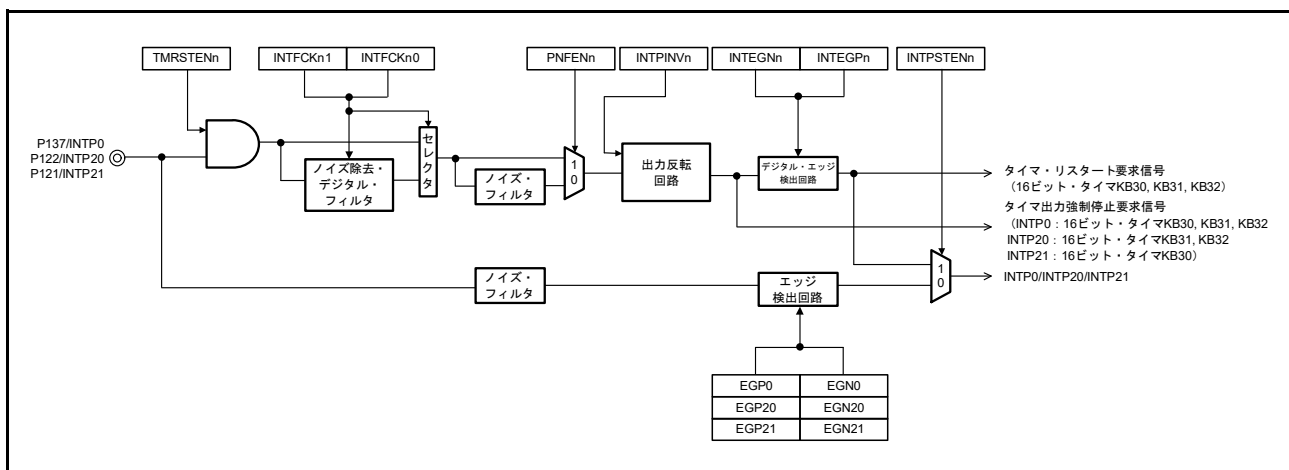 TMRSTENn
INTFCKn1
INTFCKn0
PNFENn
INTPINVn
INTEGNn
INTEGPn
INTPSTENn
P137/INTP0
P122/INTP20
P121/INTP21
ノイズ除去・
デジタル・
フィルタ
セレクタ
ノイズ・
フィルタ
1
0
出力反転
回路
デジタル・エッジ
検出回路
タイマ・リスタート要求信号
(16ビット・タイマKB30, KB31, KB32)
タイマ出力強制停止要求信号
(INTP0:16ビット・タイマKB30, KB31, KB32
INTP20:16ビット・タイマKB31, KB32
INTP21:16ビット・タイマKB30)
ノイズ・
フィルタ
エッジ
検出回路
1
0
INTP0/INTP20/INTP21
EGP0
EGN0
EGP20
EGN20
EGP21
EGN21